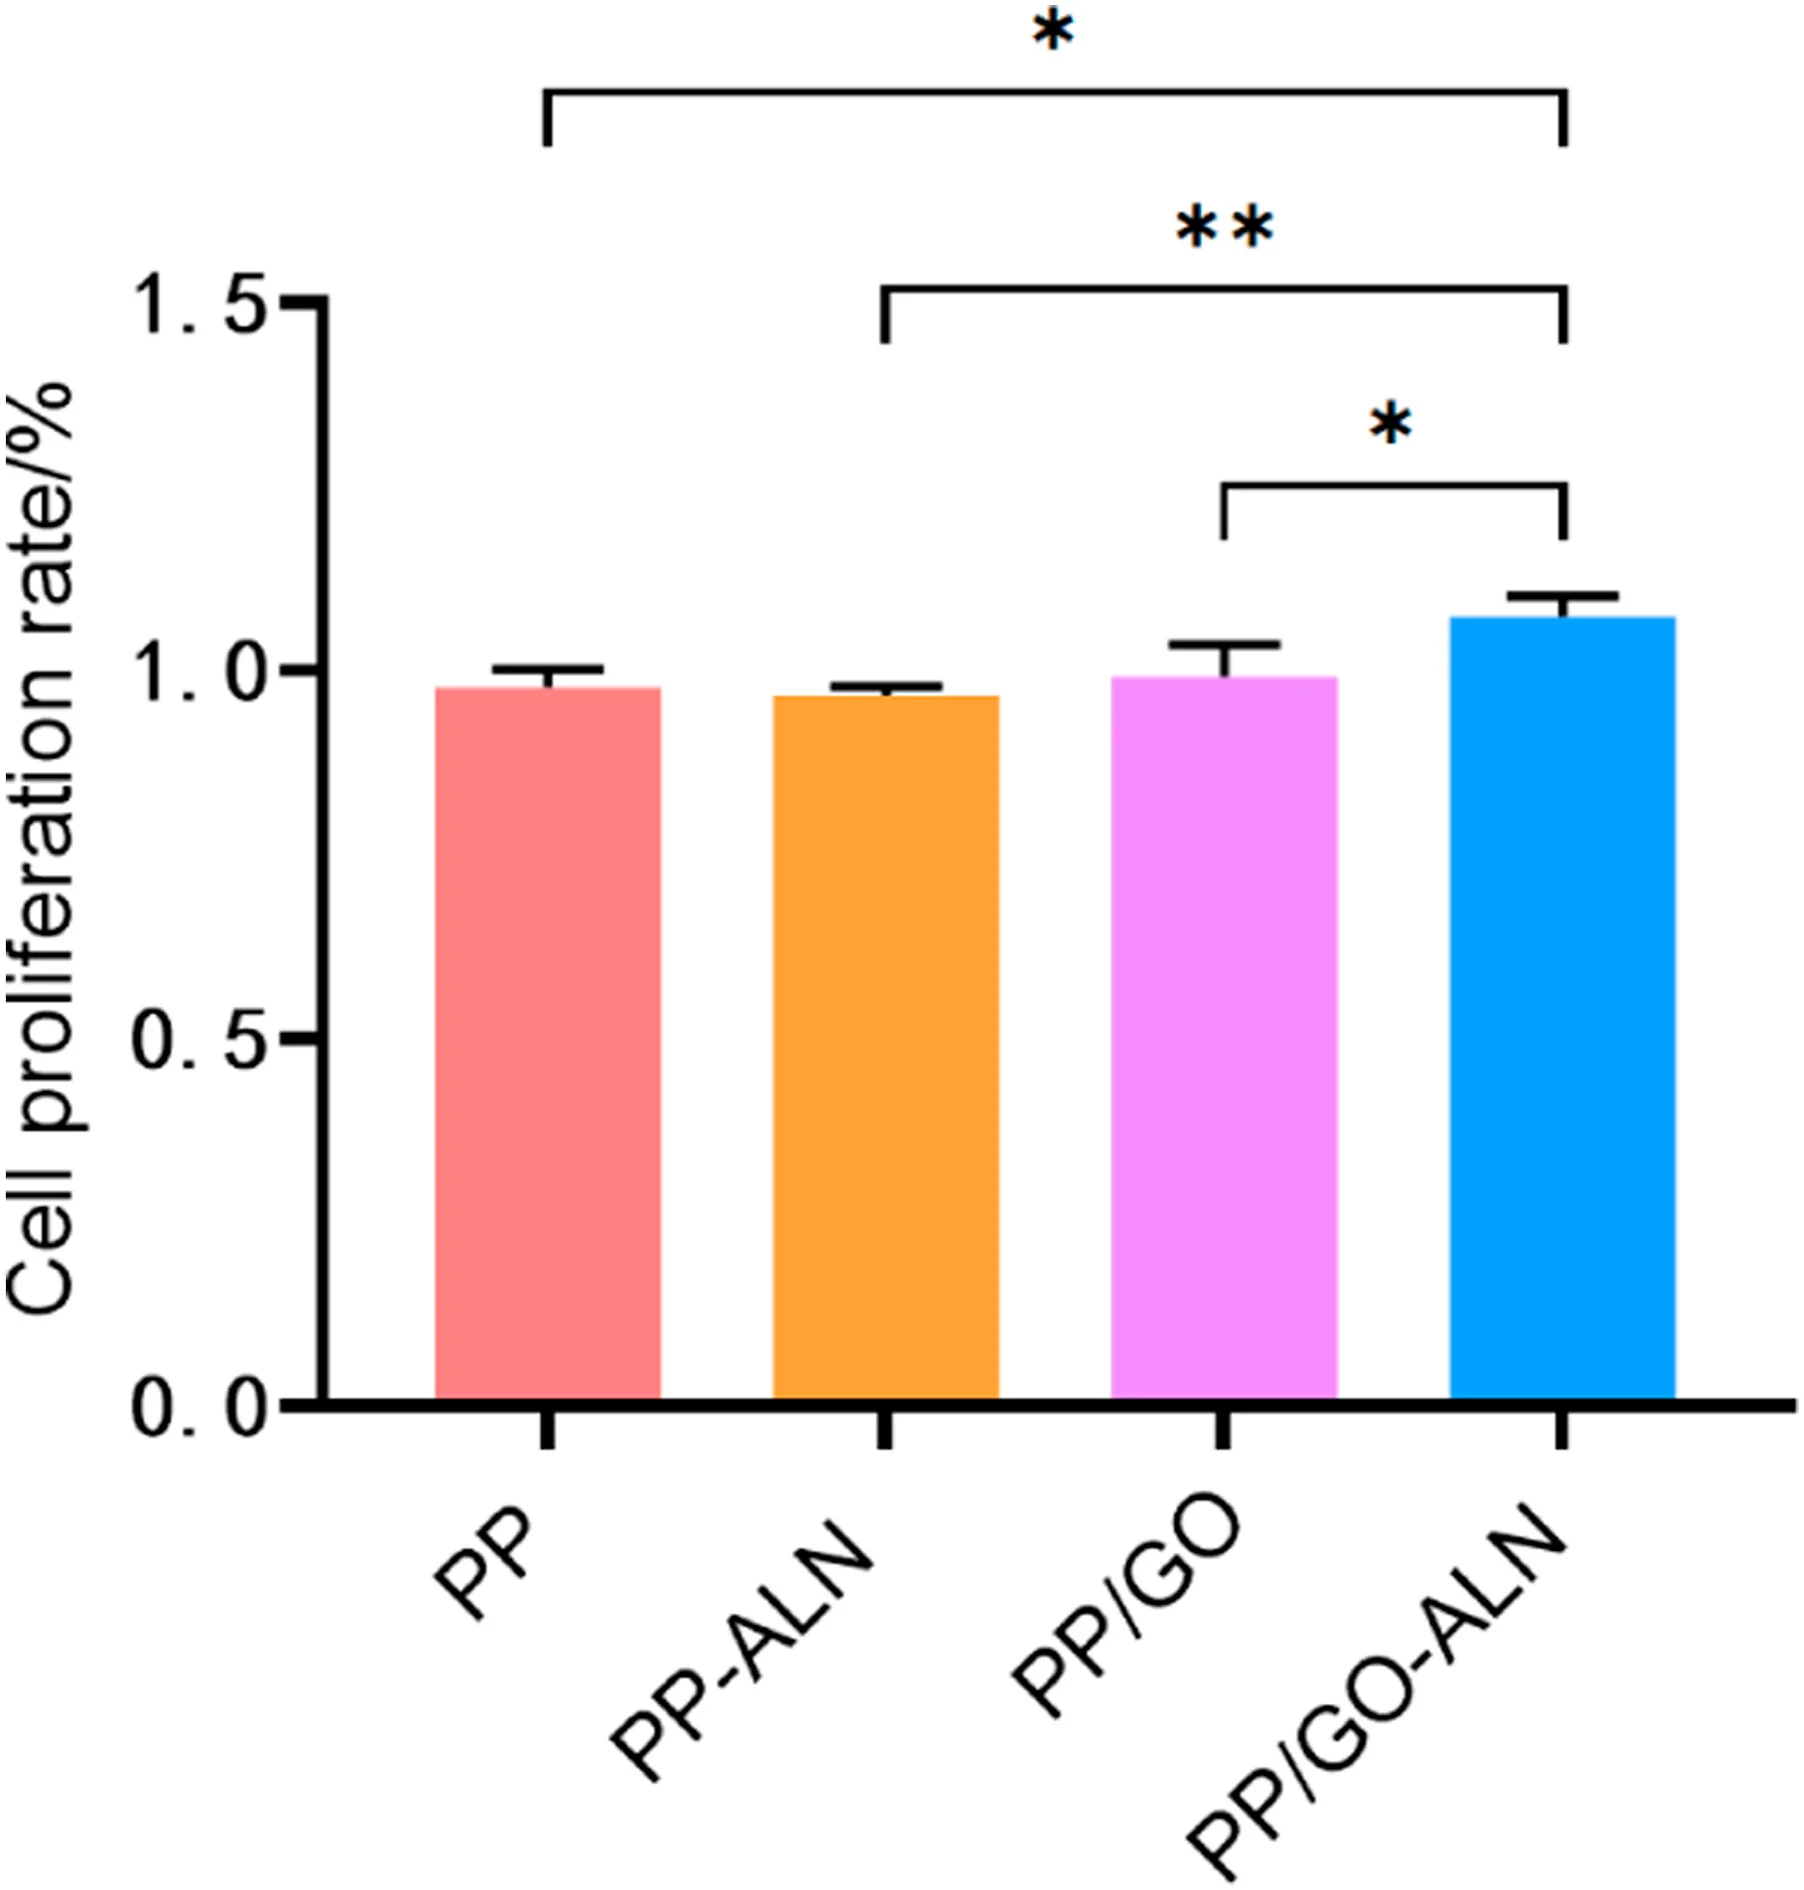 *
**
*
1.5
1.0
0.5
0.0
Cell proliferation rate/%
PP
PP-ALN
PP/GO
PP/GO-ALN